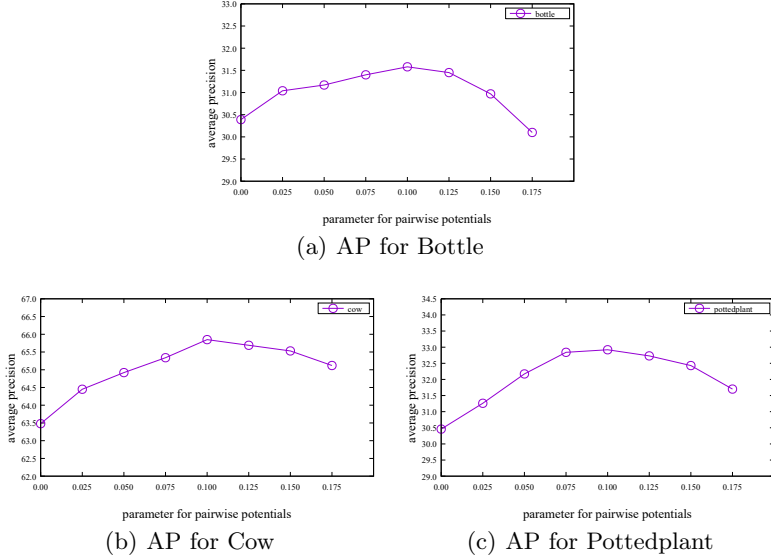 33.0
32.5
32.0
31.5
31.0
30.5
30.0
29.5
29.0
average precision
bottle
0.00 0.025 0.050 0.075 0.100 0.125 0.150 0.175
parameter for pairwise potentials
(a) AP for Bottle
67.0
66.5
66.0
65.5
65.0
64.5
64.0
63.5
63.0
62.5
62.0
average precision
cow
0.00 0.025 0.050 0.075 0.100 0.125 0.150 0.175
parameter for pairwise potentials
(b) AP for Cow
34.5
34.0
33.5
33.0
32.5
32.0
31.5
31.0
30.5
30.0
29.5
29.0
average precision
pottedplant
0.00 0.025 0.050 0.075 0.100 0.125 0.150 0.175
parameter for pairwise potentials
(c) AP for Pottedplant